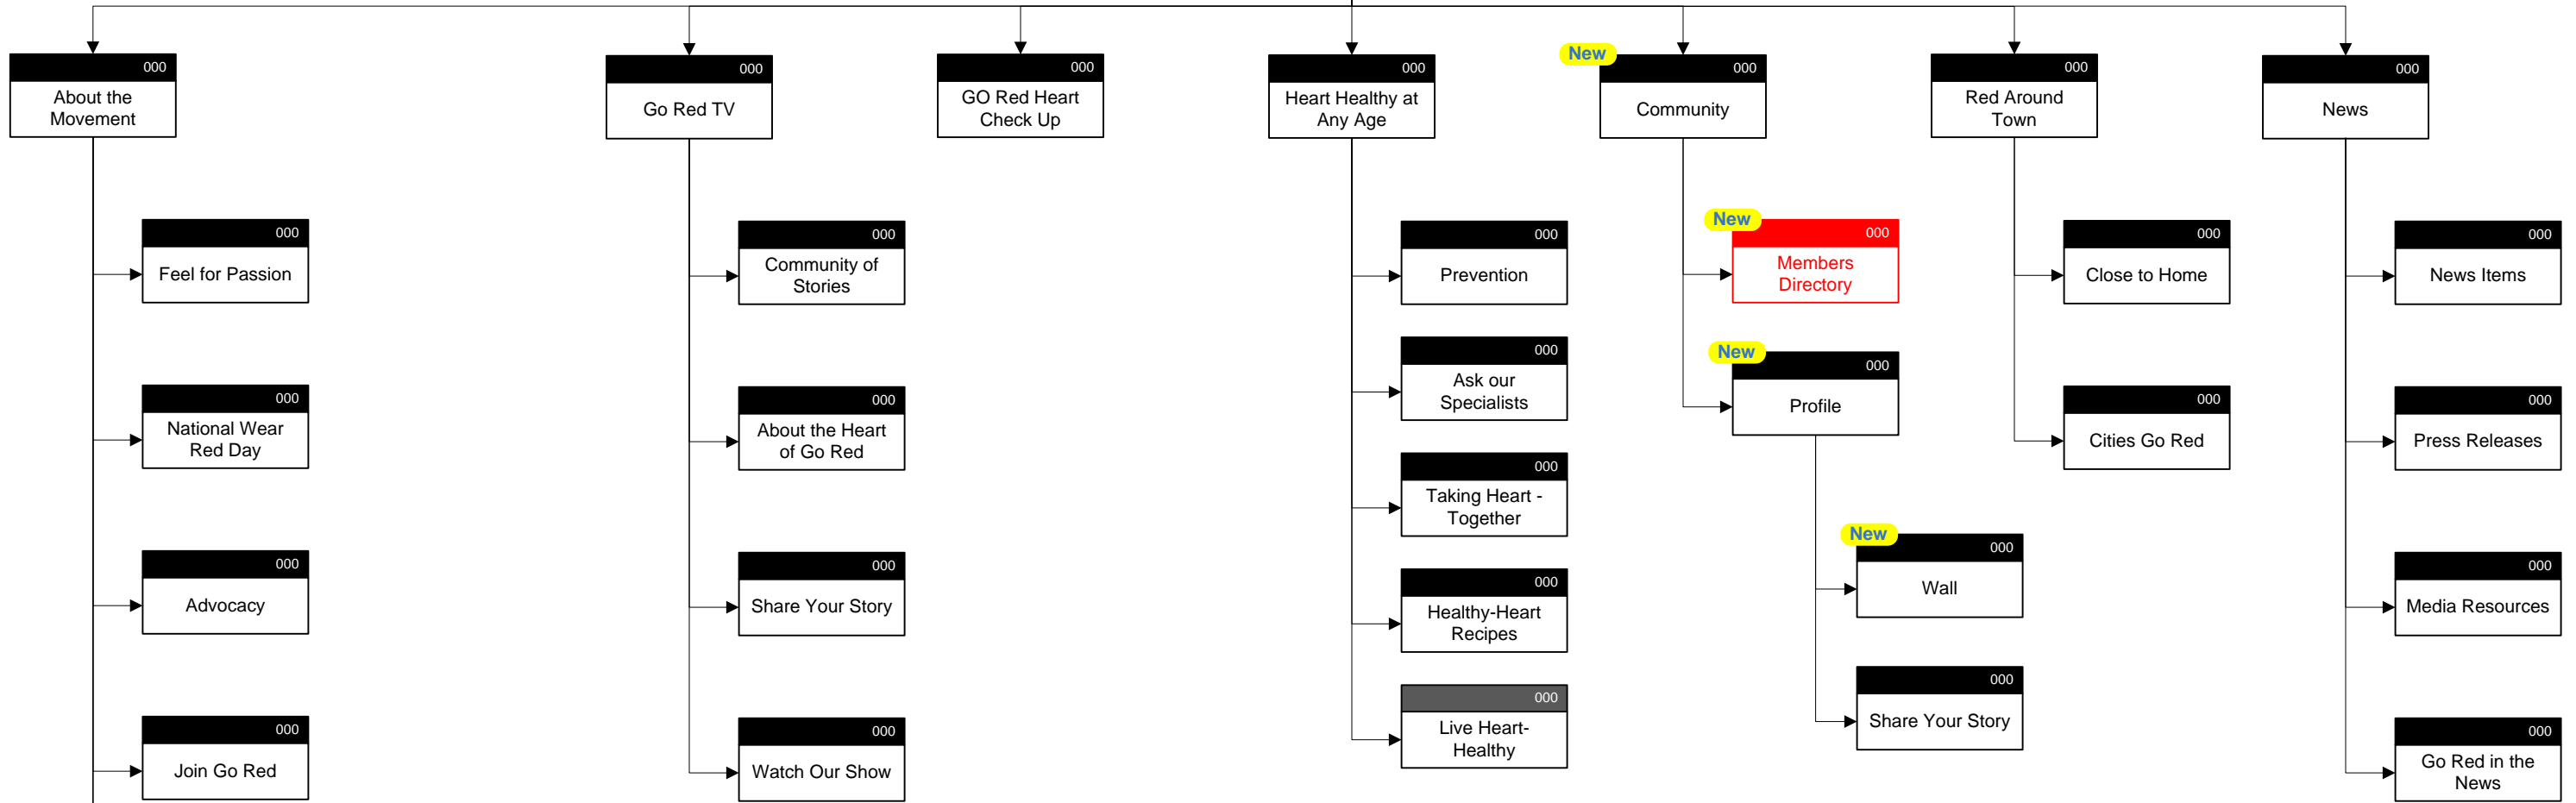 000
About the
Movement
000
Go Red TV
000
GO Red Heart
Check Up
000
Heart Healthy at
Any Age
New
000
Community
000
Red Around
Town
000
News
000
Feel for Passion
000
National Wear
Red Day
000
Advocacy
000
Join Go Red
000
Community of
Stories
000
About the Heart
of Go Red
000
Share Your Story
000
Watch Our Show
000
Prevention
000
Ask our
Specialists
000
Taking Heart -
Together
000
Healthy-Heart
Recipes
000
Live Heart-
Healthy
New
000
Members
Directory
New
000
Profile
New
000
Wall
000
Share Your Story
000
Close to Home
000
Cities Go Red
000
News Items
000
Press Releases
000
Media Resources
000
Go Red in the
News